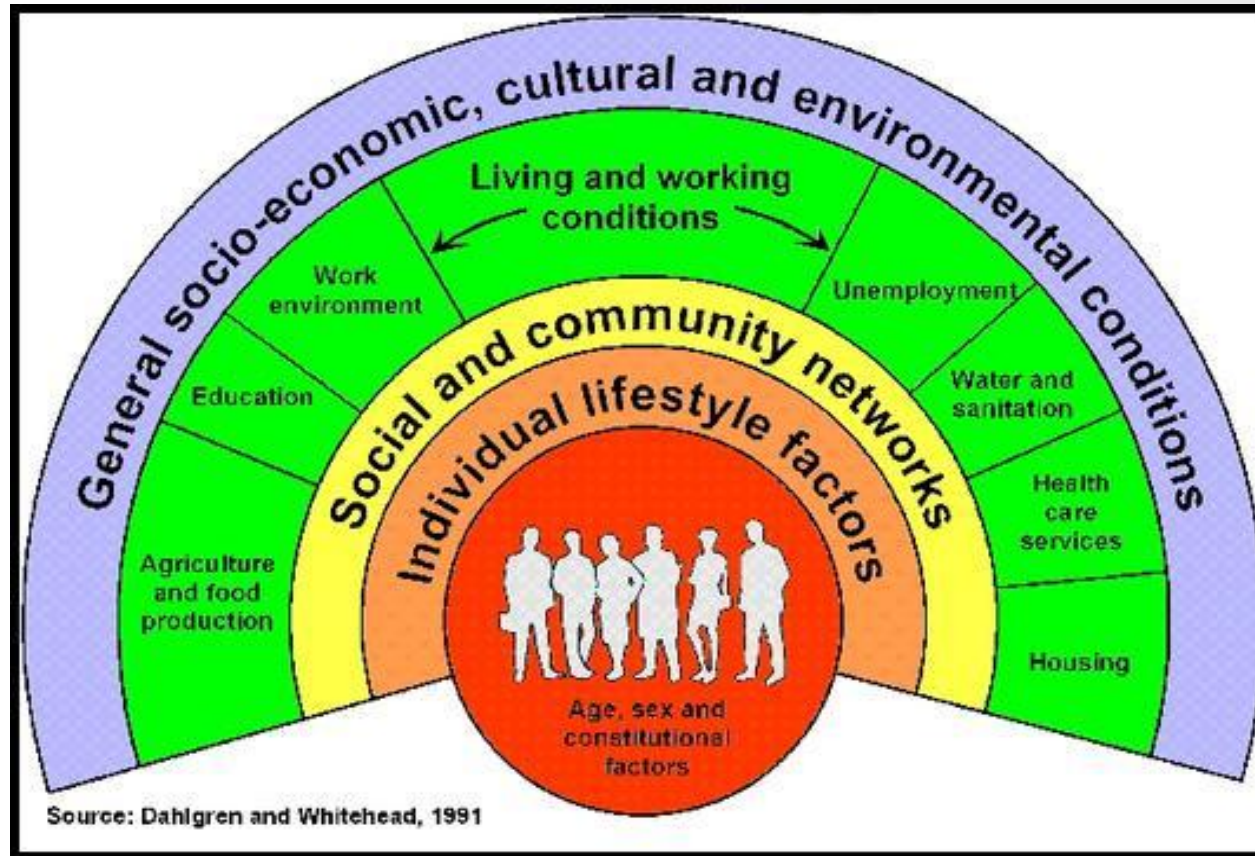 General socio-economic, cultural and environmental conditions
Living and working
conditions
Work
environment
Education
Agriculture
and food
production
Unemployment
Water and
sanitation
Health
care
services
Housing
Social and community networks
Individual lifestyle factors
Age, sex and
constitutional
factors
Source: Dahlgren and Whitehead, 1991